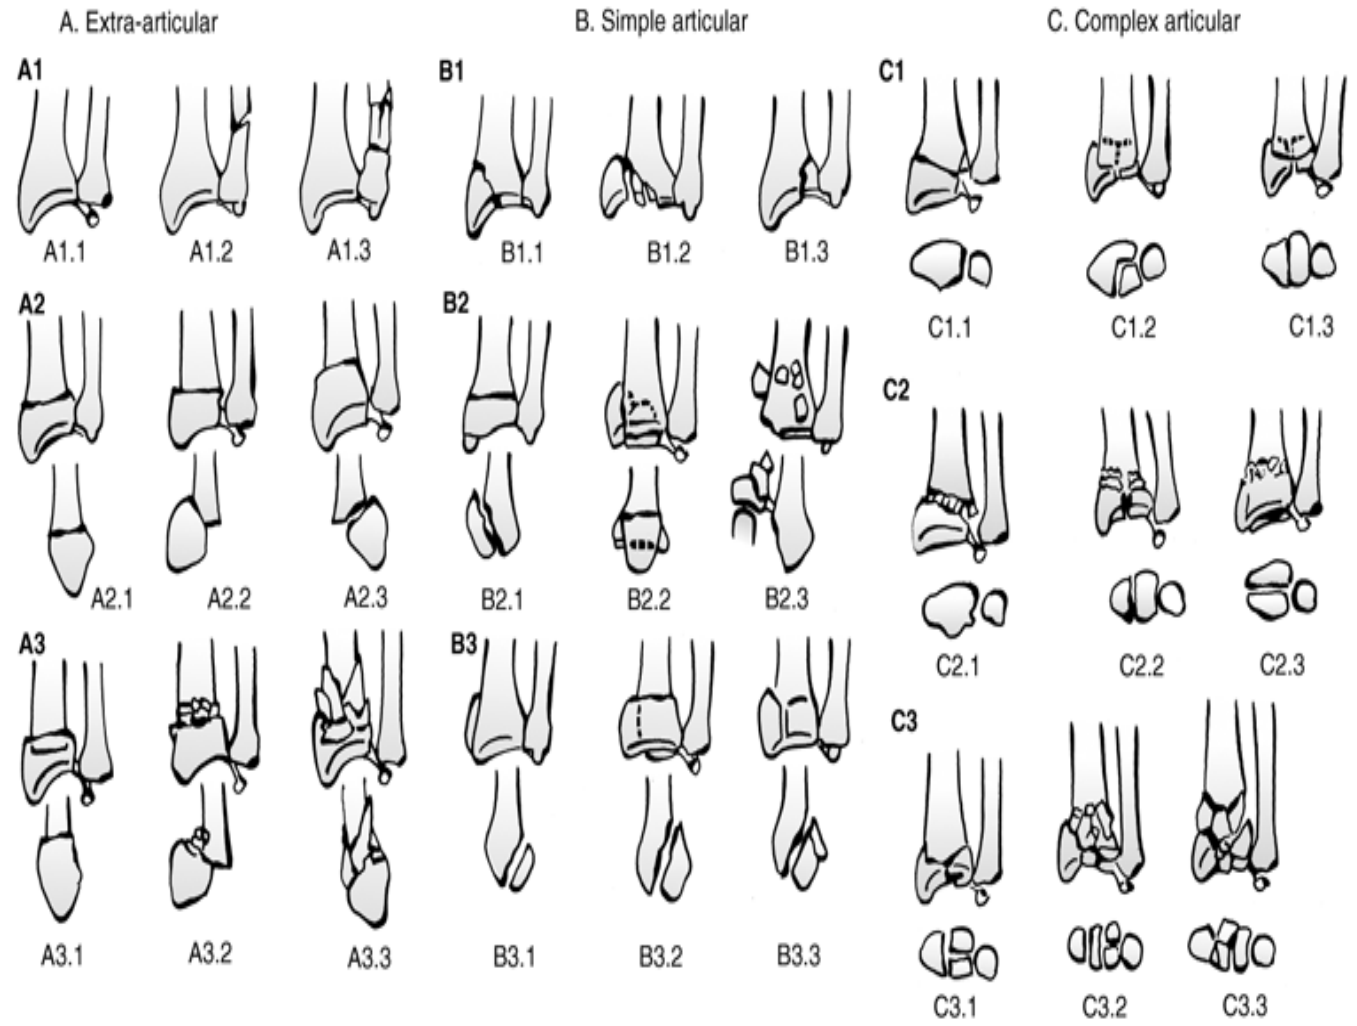 A. Extra-articular
B. Simple articular
C. Complex articular
A1
A1.1
A1.2
A1.3
B1
B1.1
B1.2
B1.3
C1
C1.1
C1.2
C1.3
A2
A2.1
A2.2
A2.3
B2
B2.1
B2.2
B2.3
C2
C2.1
C2.2
C2.3
A3
A3.1
A3.2
A3.3
B3
B3.1
B3.2
B3.3
C3
C3.1
C3.2
C3.3